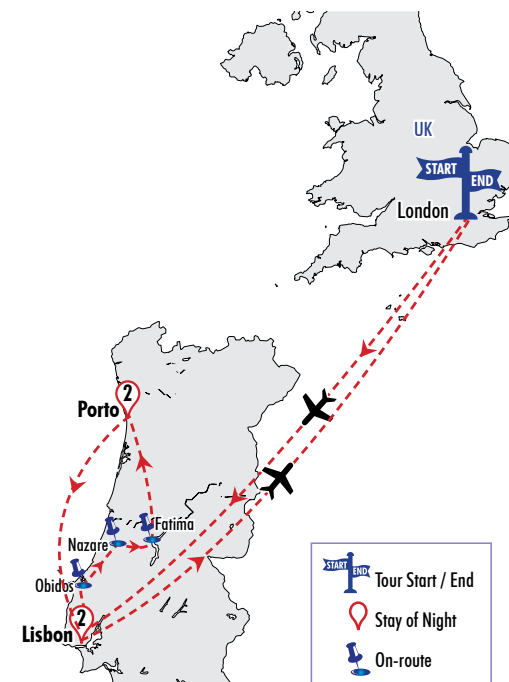 UK
START
END
London
2
Porto
Fatima
Nazare
Obidos
2
Lisbon
START
END
Tour Start / End
Stay of Night
On-route